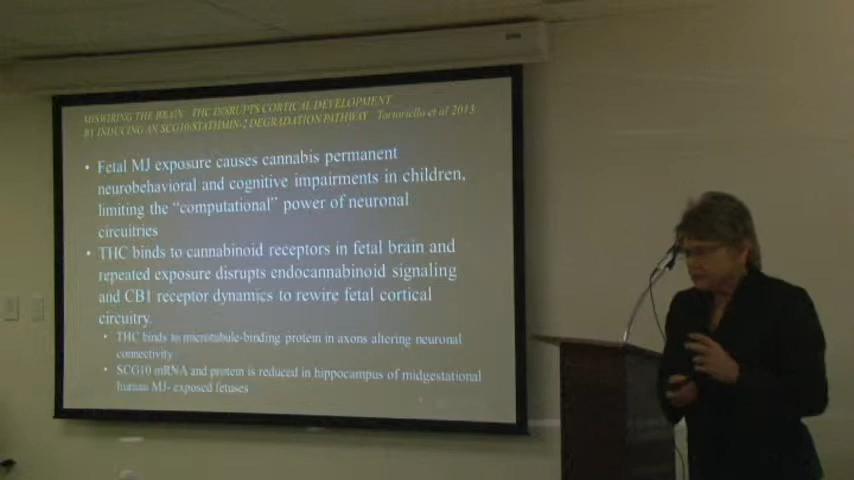 MISWIRING THE BRAIN THC DISRUPTS CORTICAL DEVELOPMENT
BY INDUCING AN SCG10/STATHMIN-2 DEGRADATION PATHWAY Tortoriello et al 2013
• Fetal MJ exposure causes cannabis permanent
neurobehavioral and cognitive impairments in children,
limiting the “computational” power of neuronal
circuitries
• THC binds to cannabinoid receptors in fetal brain and
repeated exposure disrupts endocannabinoid signaling
and CB1 receptor dynamics to rewire fetal cortical
circuitry.
• THC binds to microtubule-binding protein in axons altering neuronal
connectivity
• SCG10 mRNA and protein is reduced in hippocampus of midgestational
human MJ- exposed fetuses